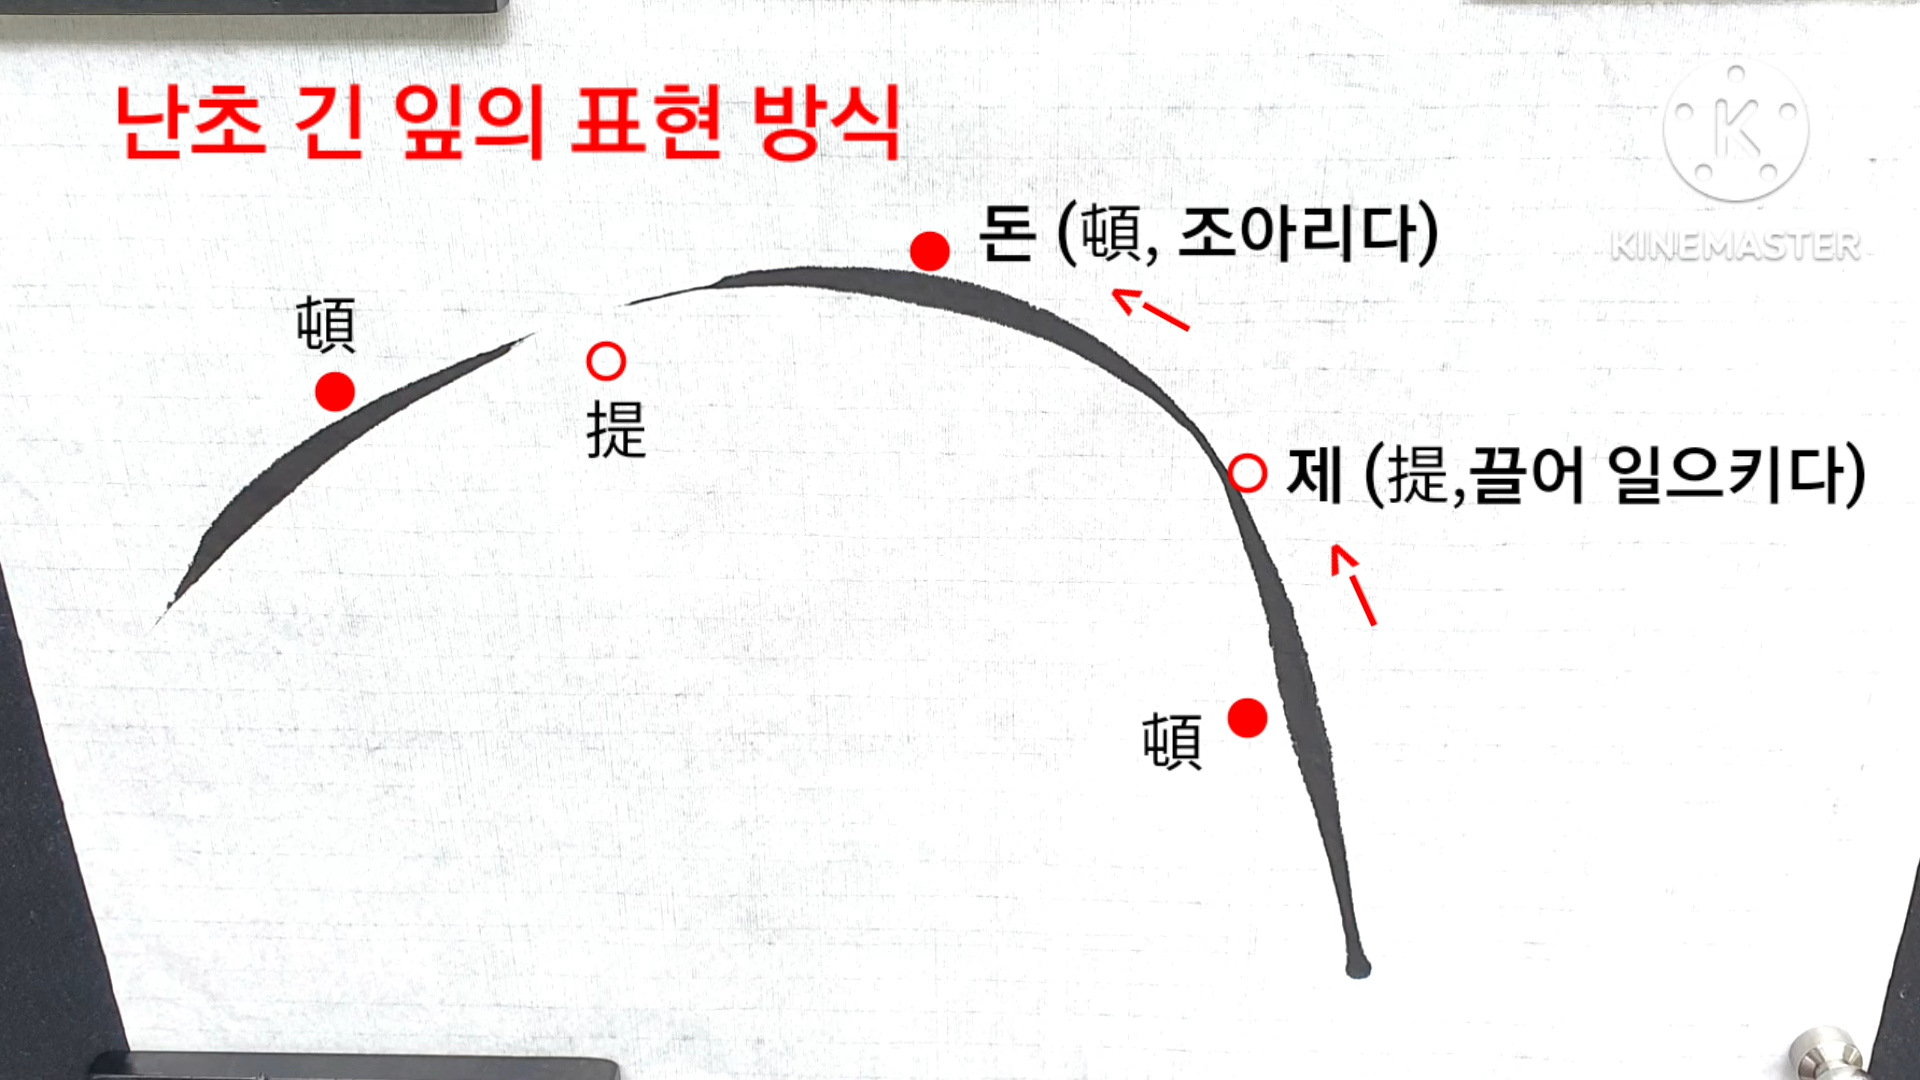 난초 긴 잎의 표현 방식
K
KINEMASTER
돈 (頓, 조아리다)
頓
提
제 (提,끌어 일으키다)
頓